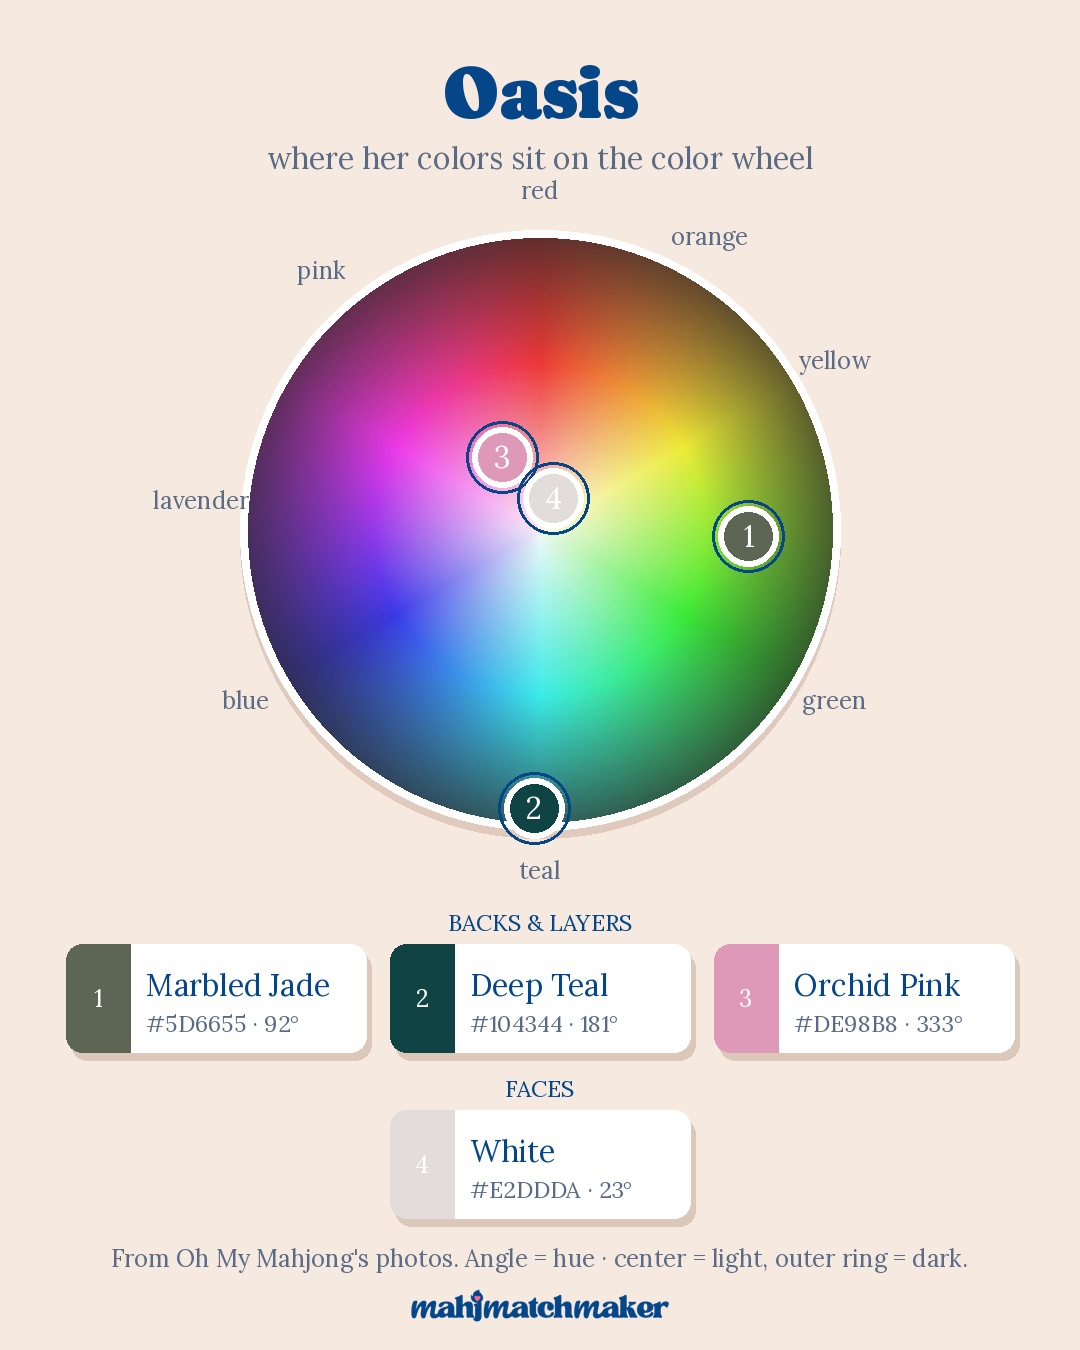 Oasis
where her colors sit on the color wheel
red
orange
pink
yellow
lavender
blue
green
teal
3
4
1
2
BACKS & LAYERS
1
Marbled Jade
#5D6655 · 92°
2
Deep Teal
#104344 · 181°
3
Orchid Pink
#DE98B8 · 333°
FACES
4
White
#E2DDDA · 23°
From Oh My Mahjong's photos. Angle = hue · center = light, outer ring = dark.
mahjmatchmaker